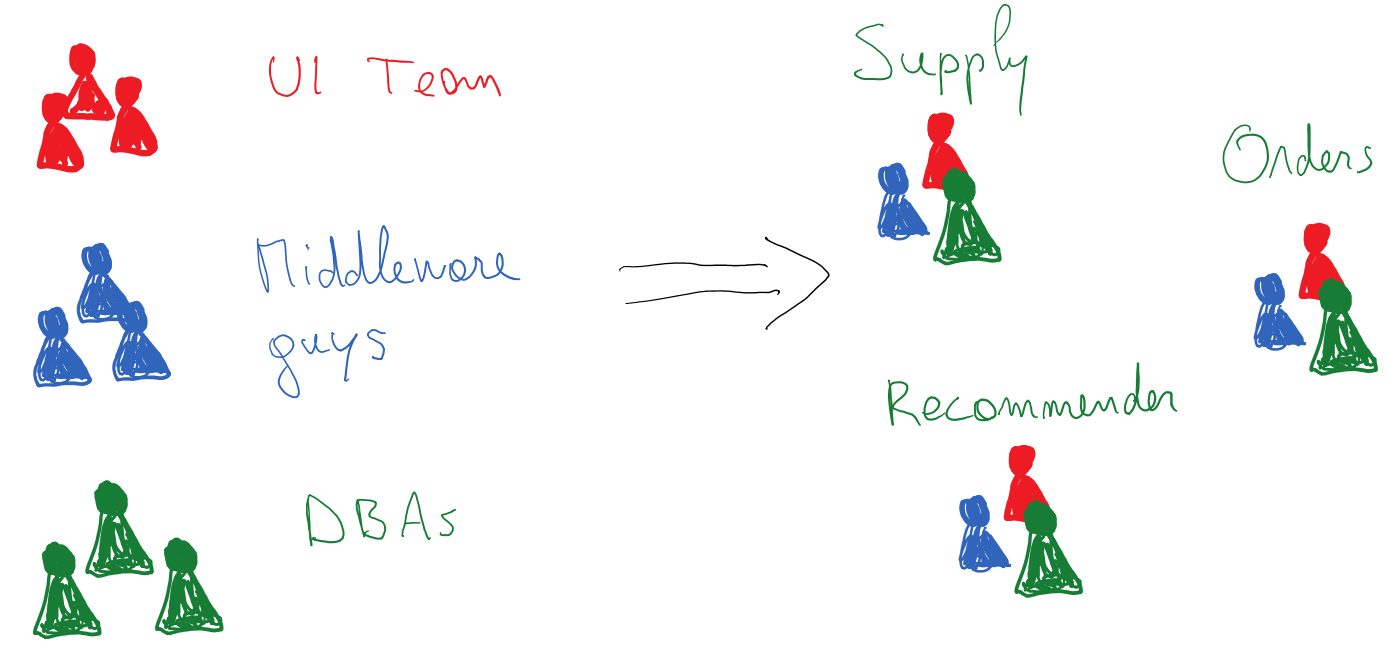 UI Team
Middleware
guys
DBAs
Supply
Orders
Recommender